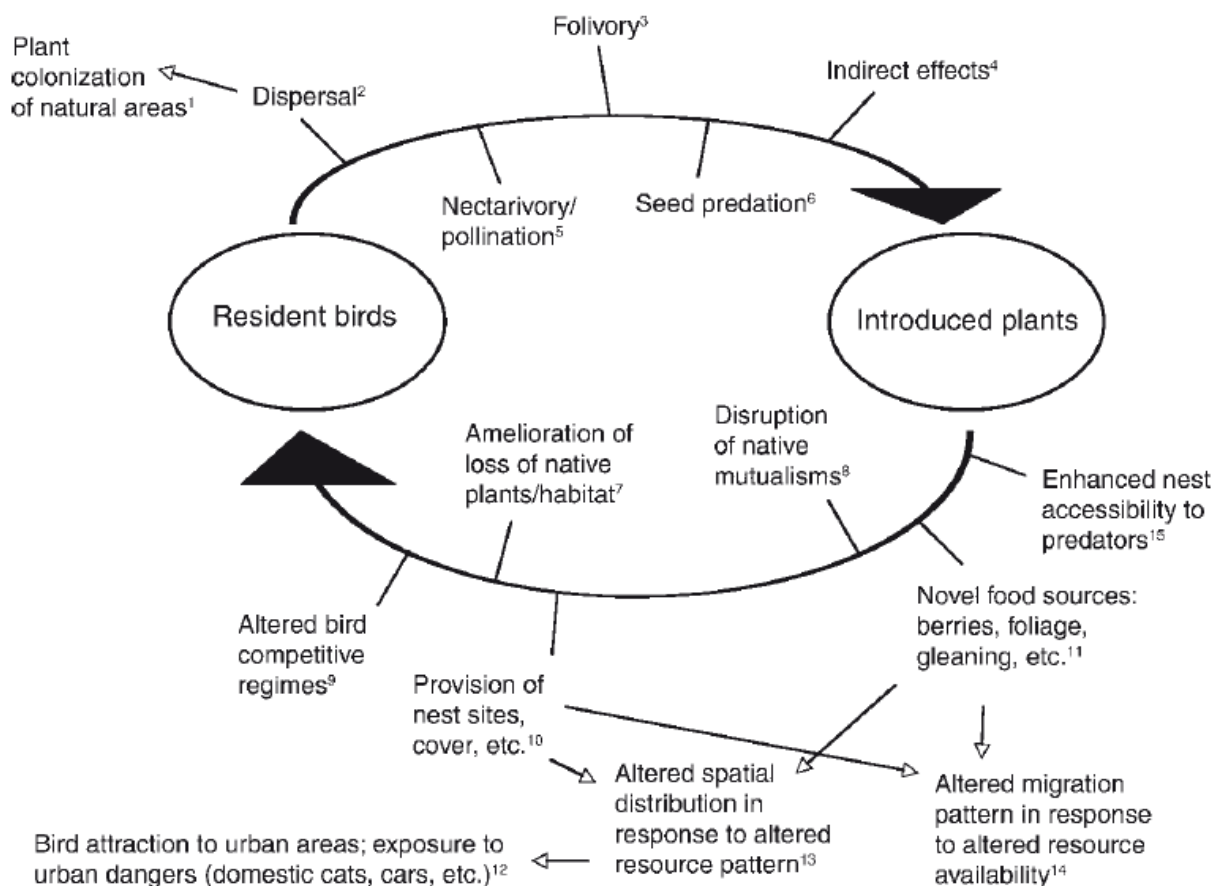 Folivory³
Plant
colonization
of natural areas¹
Dispersal²
Indirect effects⁴
Nectarivory/
pollination⁵
Seed predation⁶
Resident birds
Introduced plants
Amelioration of
loss of native
plants/habitat⁷
Disruption
of native
mutualisms⁸
Enhanced nest
accessibility to
predators¹⁵
Altered bird
competitive
regimes⁹
Provision of
nest sites,
cover, etc.¹⁰
Novel food sources:
berries, foliage,
gleaning, etc.¹¹
Altered spatial
distribution in
response to altered
resource pattern¹³
Altered migration
pattern in response
to altered resource
availability¹⁴
Bird attraction to urban areas; exposure to
urban dangers (domestic cats, cars, etc.)¹²